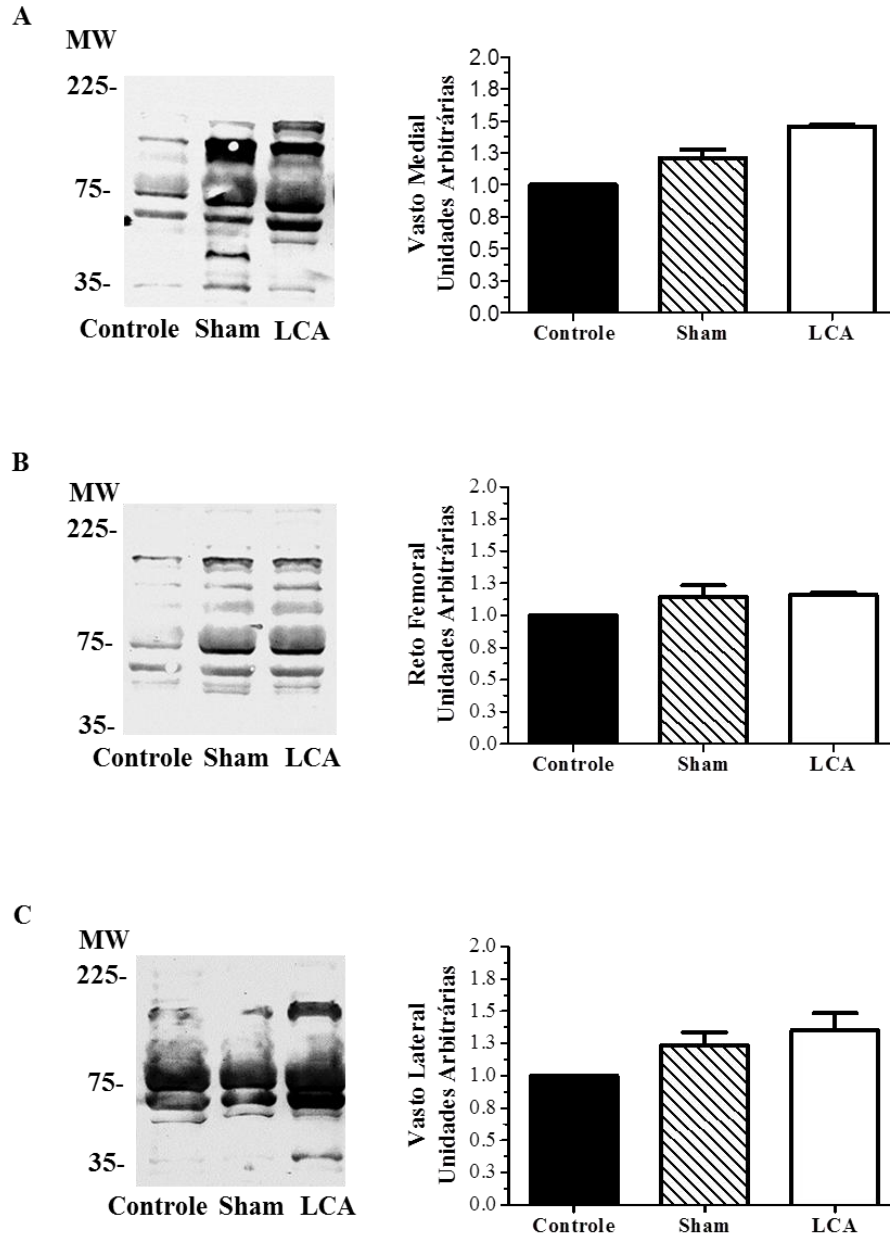 A
MW
225-
75-
35-
Controle Sham LCA
Vasto Medial
Unidades Arbitrárias
2.0
1.8
1.5
1.3
1.0
0.8
0.5
0.3
0.0
Controle Sham LCA
B
MW
225-
75-
35-
Controle Sham LCA
Reto Femoral
Unidades Arbitrárias
2.0
1.8
1.5
1.3
1.0
0.8
0.5
0.3
0.0
Controle Sham LCA
C
MW
225-
75-
35-
Controle Sham LCA
Vasto Lateral
Unidades Arbitrárias
2.0
1.8
1.5
1.3
1.0
0.8
0.5
0.3
0.0
Controle Sham LCA